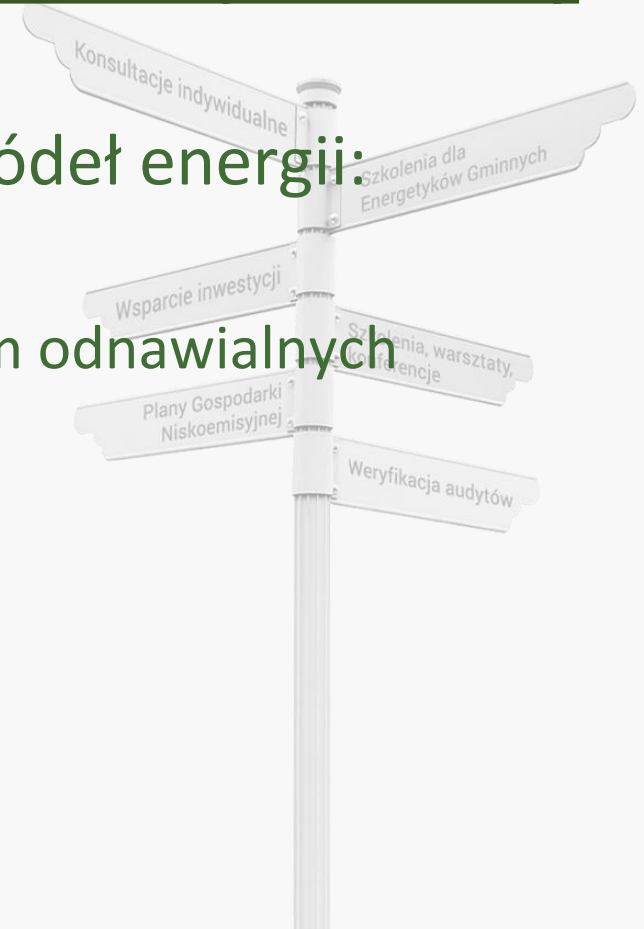 Konsultacje indywidualne
ódeł energii:
Szkolenia dla
Energetyków Gminnych
Wsparcie inwestycji
m odnawialnych
Szkolenia, warsztaty,
konferencje
Plany Gospodarki
Niskoemisyjnej
Weryfikacja audytów